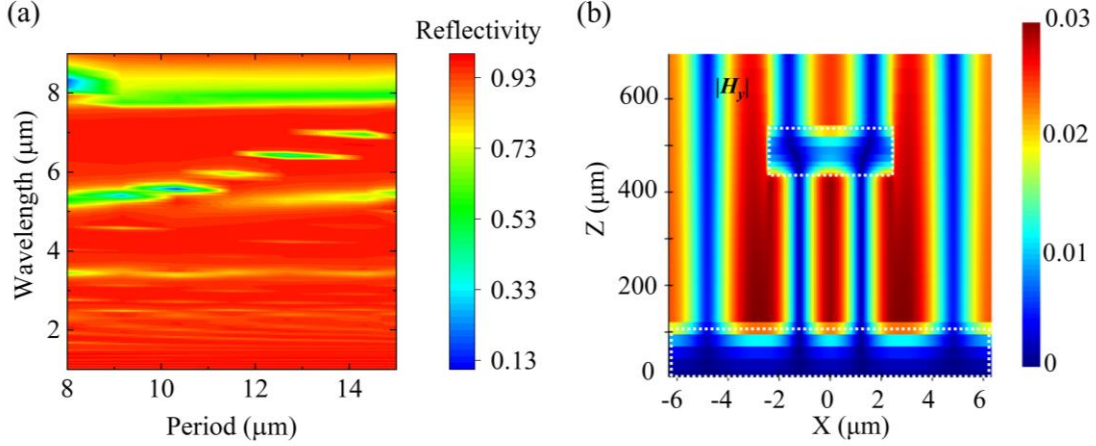 (a)
Reflectivity
0.93
0.73
0.53
0.33
0.13
8
6
4
2
Wavelength (μm)
8 10 12 14
Period (μm)
(b)
|Hy|
600
400
200
0
Z (μm)
-6 -4 -2 0 2 4 6
X (μm)
0.03
0.02
0.01
0